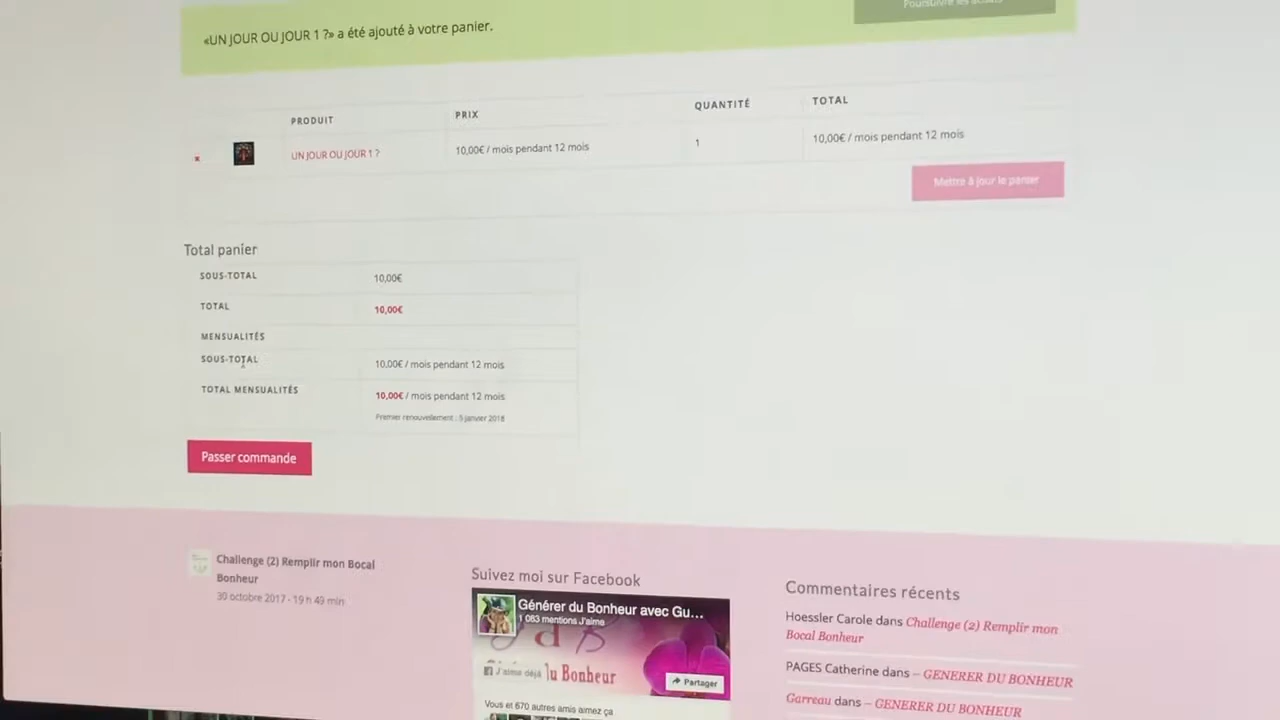 Poursuivre les achats
«UN JOUR OU JOUR 1 ?» a été ajouté à votre panier.
PRODUIT PRIX QUANTITÉ TOTAL
× UN JOUR OU JOUR 1 ? 10,00€ / mois pendant 12 mois 1 10,00€ / mois pendant 12 mois
Mettre à jour le panier
Total panier
SOUS-TOTAL 10,00€
TOTAL 10,00€
MENSUALITÉS
SOUS-TOTAL 10,00€ / mois pendant 12 mois
TOTAL MENSUALITÉS 10,00€ / mois pendant 12 mois
Premier renouvellement : 5 janvier 2018
Passer commande
Challenge (2) Remplir mon Bocal
Bonheur
30 octobre 2017 - 19 h 49 min
Suivez moi sur Facebook
Générer du Bonheur avec Gu...
1 083 mentions J'aime
J'aime déjà
du Bonheur
Partager
Vous et 670 autres amis aimez ça
Commentaires récents
Hoessler Carole dans Challenge (2) Remplir mon
Bocal Bonheur
PAGES Catherine dans – GENERER DU BONHEUR
Garreau dans – GENERER DU BONHEUR